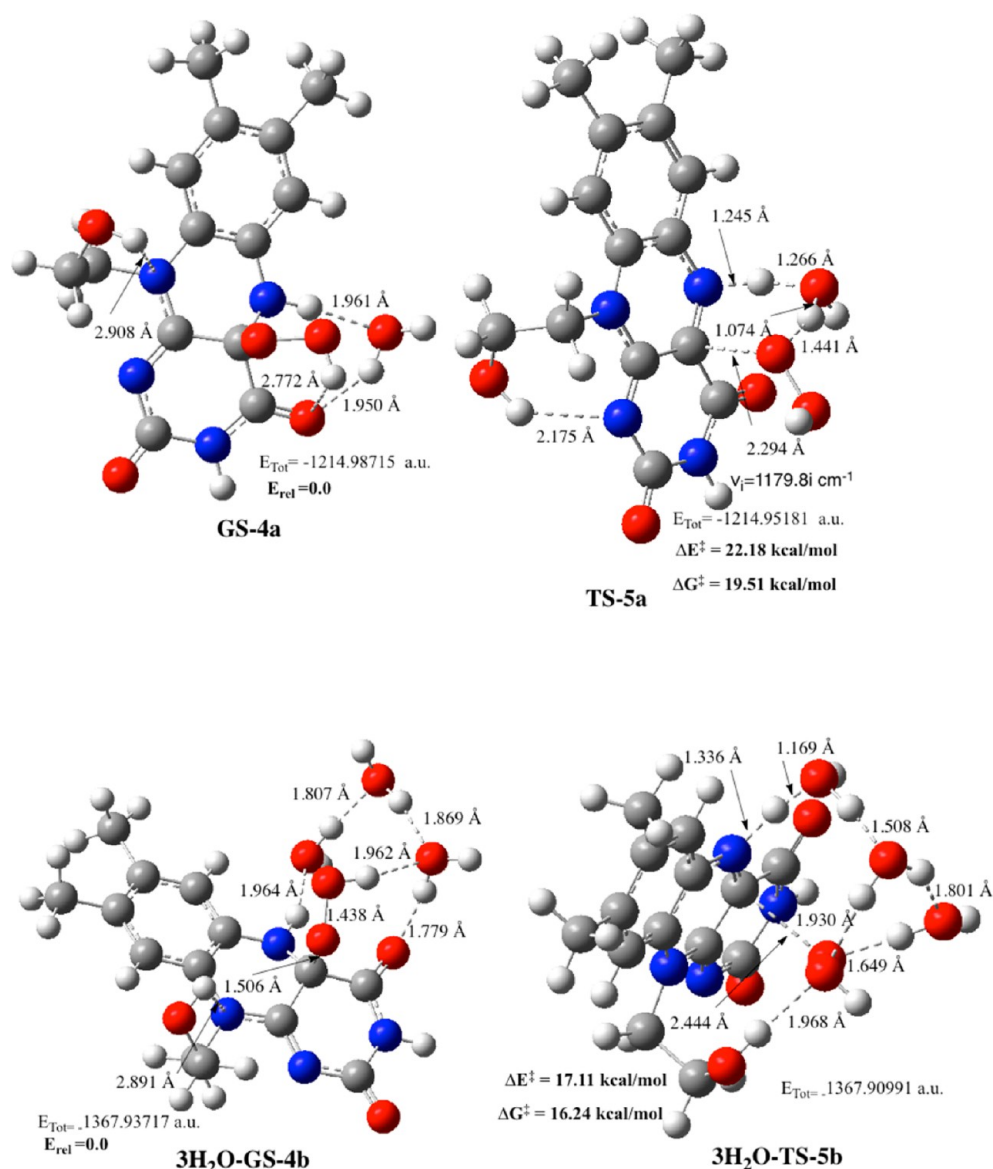 1.245 Å
1.266 Å
1.961 Å
2.908 Å
1.074 Å
1.441 Å
2.772 Å
1.950 Å
2.175 Å
2.294 Å
E_Tot= -1214.98715 a.u.
E_rel =0.0
GS-4a
ν_i=1179.8i cm⁻¹
E_Tot= -1214.95181 a.u.
ΔE‡ = 22.18 kcal/mol
ΔG‡ = 19.51 kcal/mol
TS-5a
1.807 Å
1.869 Å
1.962 Å
1.964 Å
1.438 Å
1.779 Å
1.506 Å
2.891 Å
E_Tot= -1367.93717 a.u.
E_rel =0.0
3H₂O-GS-4b
1.336 Å
1.169 Å
1.508 Å
1.801 Å
1.930 Å
1.649 Å
2.444 Å
1.968 Å
ΔE‡ = 17.11 kcal/mol
ΔG‡ = 16.24 kcal/mol
E_Tot= -1367.90991 a.u.
3H₂O-TS-5b